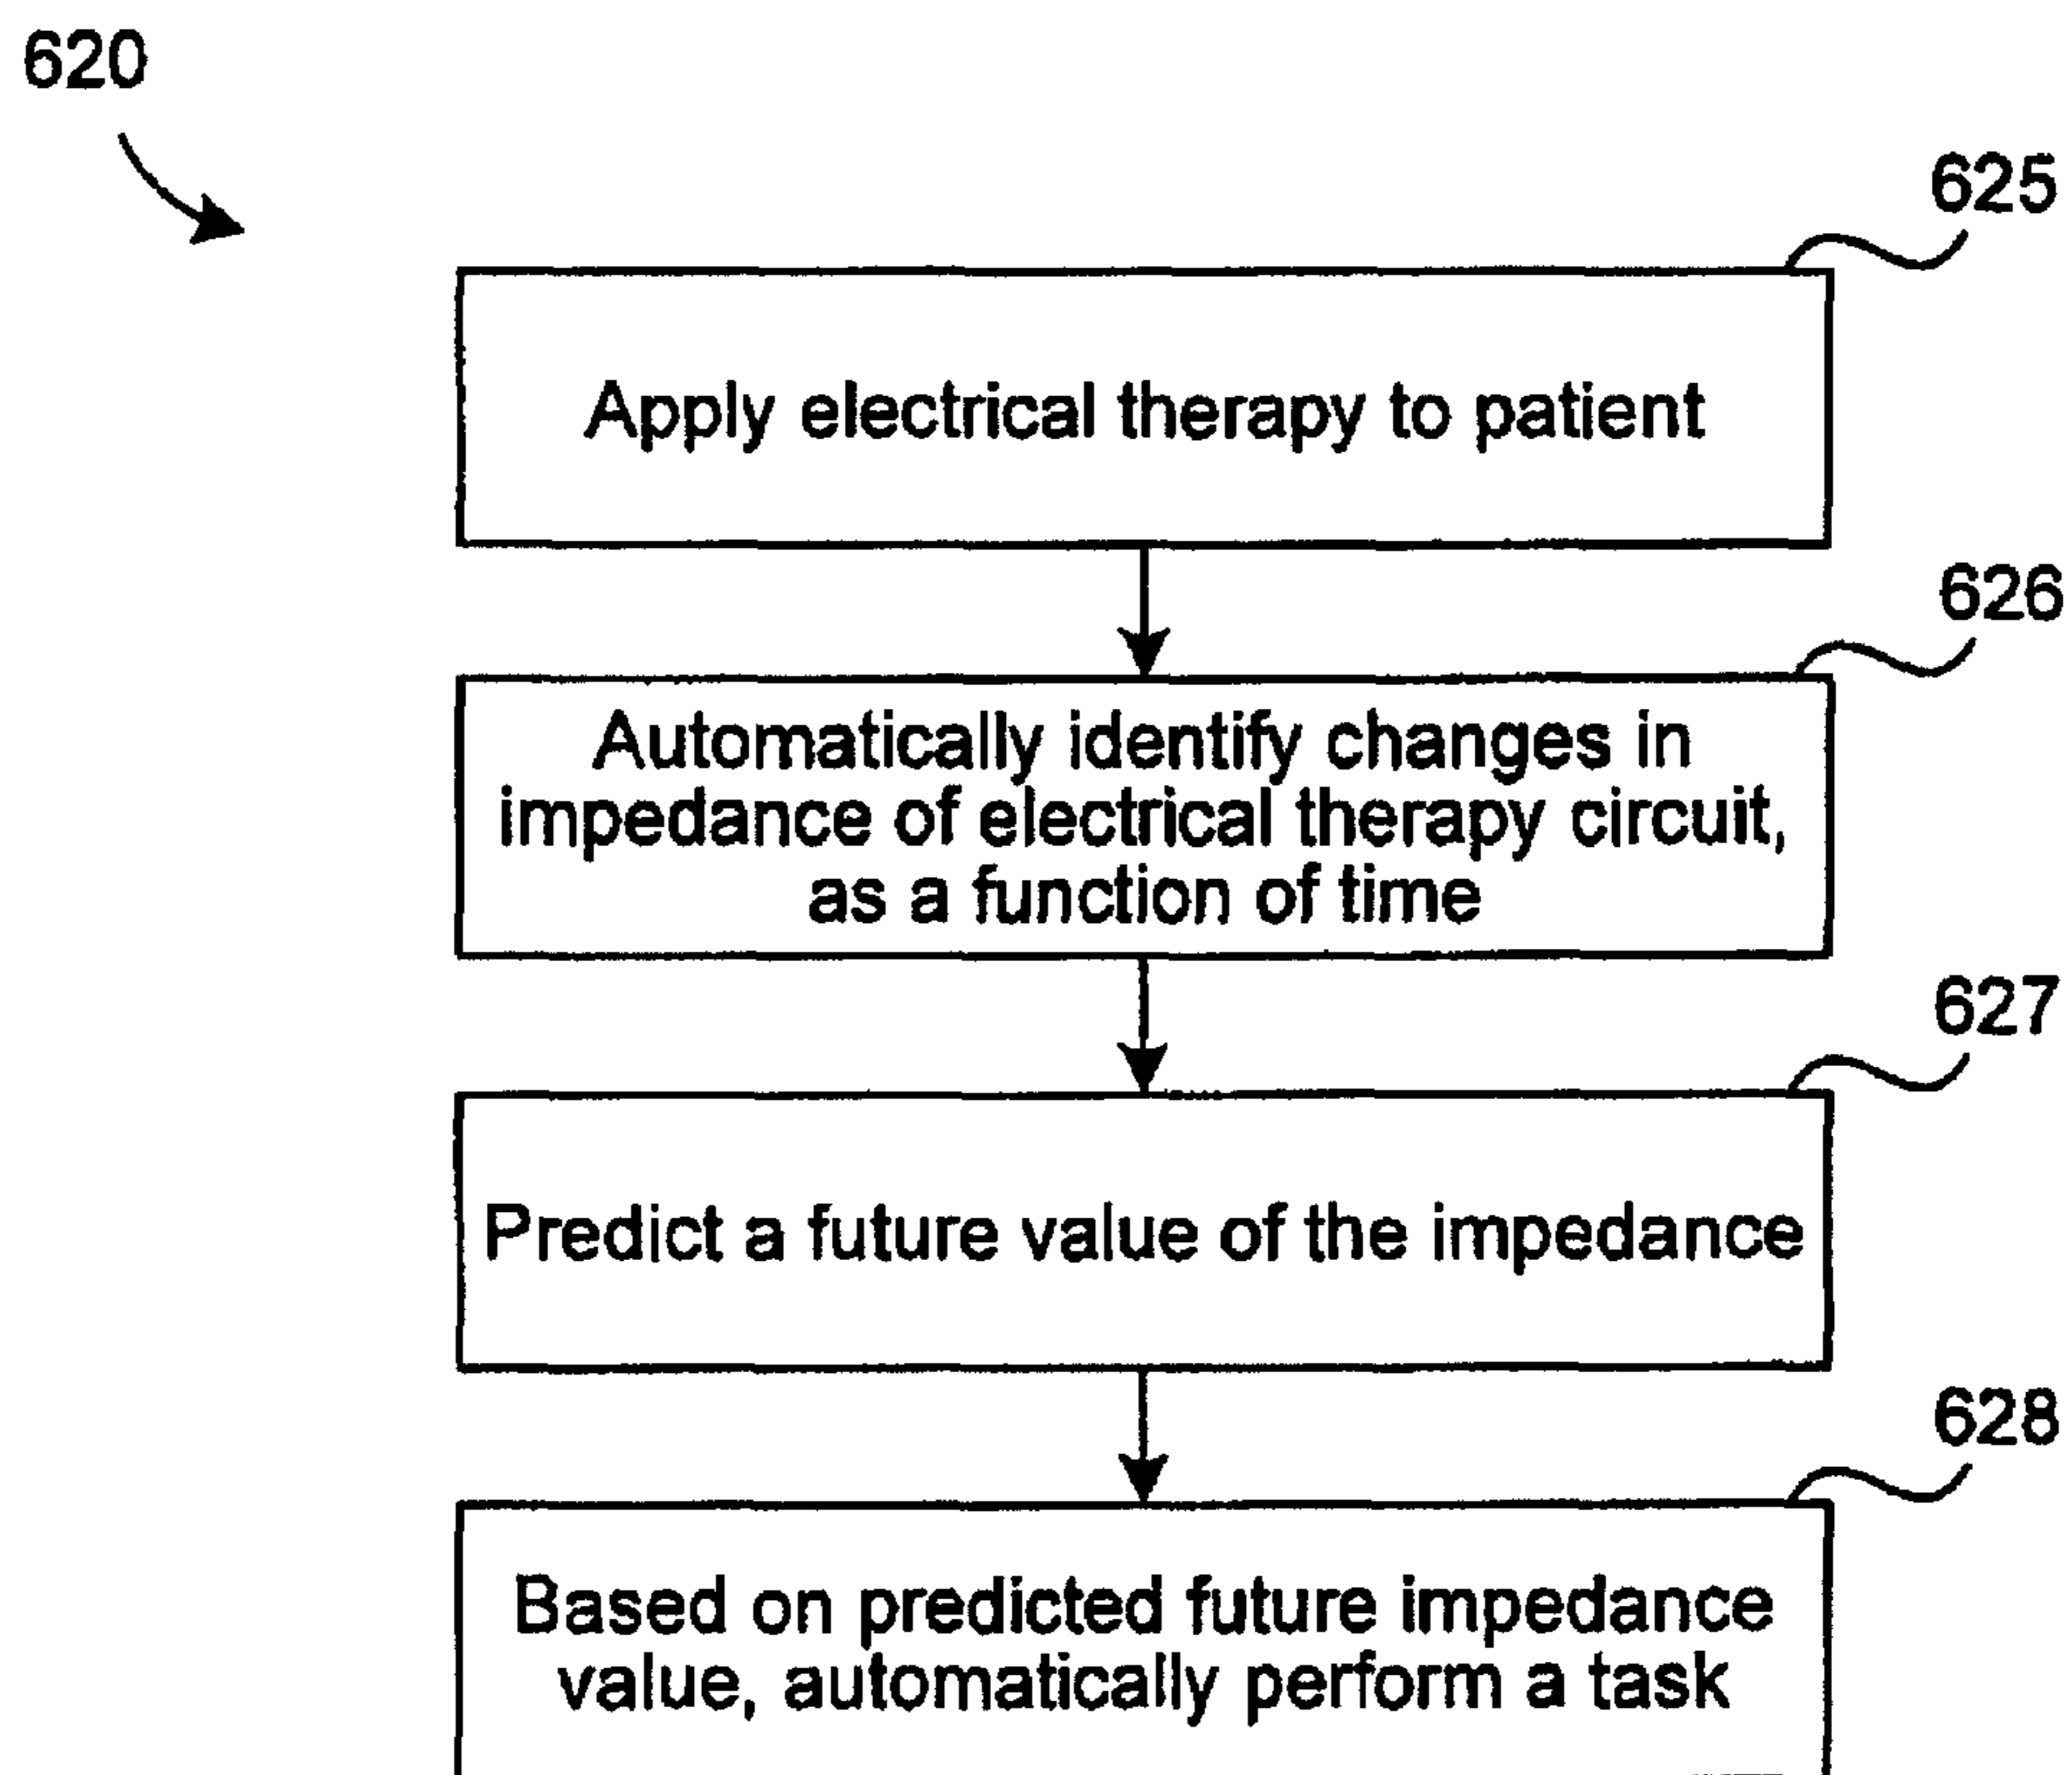 620
625
Apply electrical therapy to patient
626
Automatically identify changes in
impedance of electrical therapy circuit,
as a function of time
627
Predict a future value of the impedance
628
Based on predicted future impedance
value, automatically perform a task